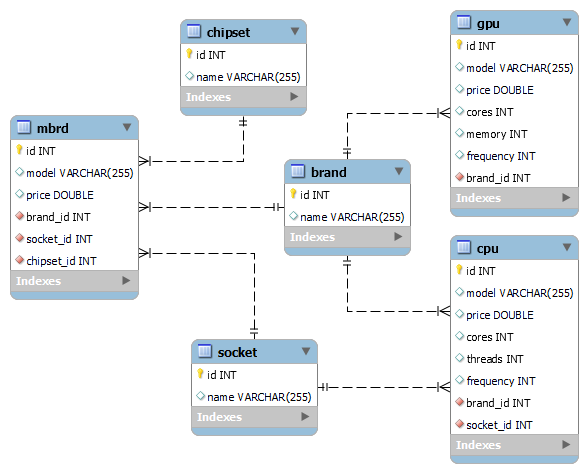 chipset
id INT
name VARCHAR(255)
Indexes
gpu
id INT
model VARCHAR(255)
price DOUBLE
cores INT
memory INT
frequency INT
brand_id INT
Indexes
mbrd
id INT
model VARCHAR(255)
price DOUBLE
brand_id INT
socket_id INT
chipset_id INT
Indexes
brand
id INT
name VARCHAR(255)
Indexes
cpu
id INT
model VARCHAR(255)
price DOUBLE
cores INT
threads INT
frequency INT
brand_id INT
socket_id INT
Indexes
socket
id INT
name VARCHAR(255)
Indexes